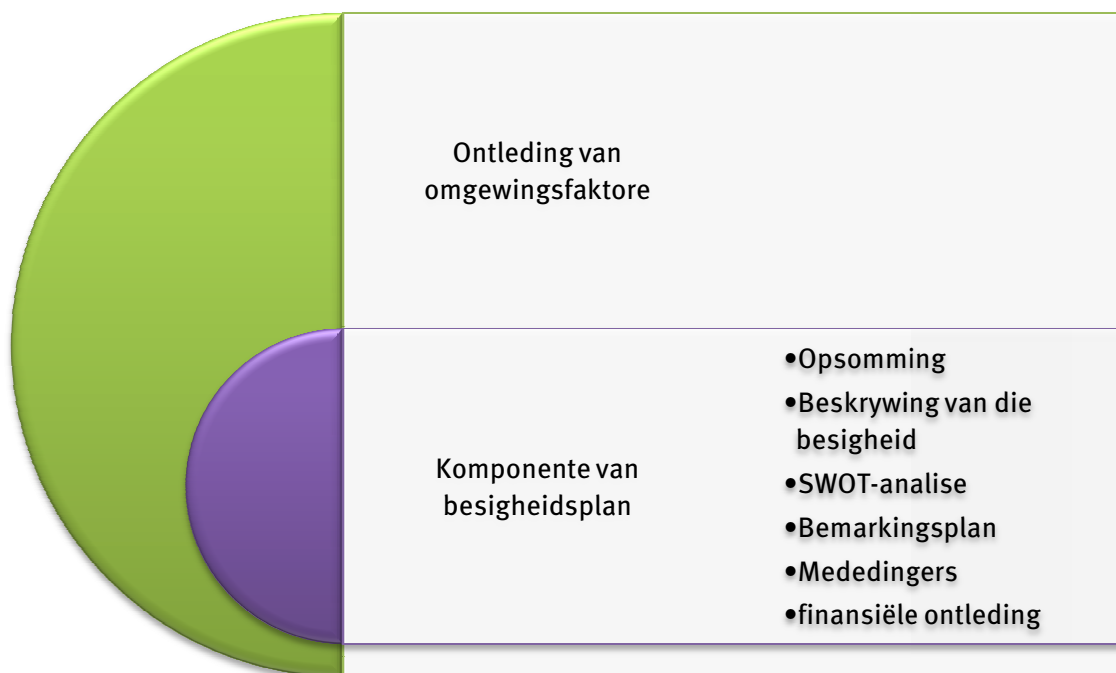 Ontleding van
omgewingsfaktore
Komponente van
besigheidsplan
•Opsomming
•Beskrywing van die
besigheid
•SWOT-analise
•Bemarkingsplan
•Mededingers
•finansiële ontleding